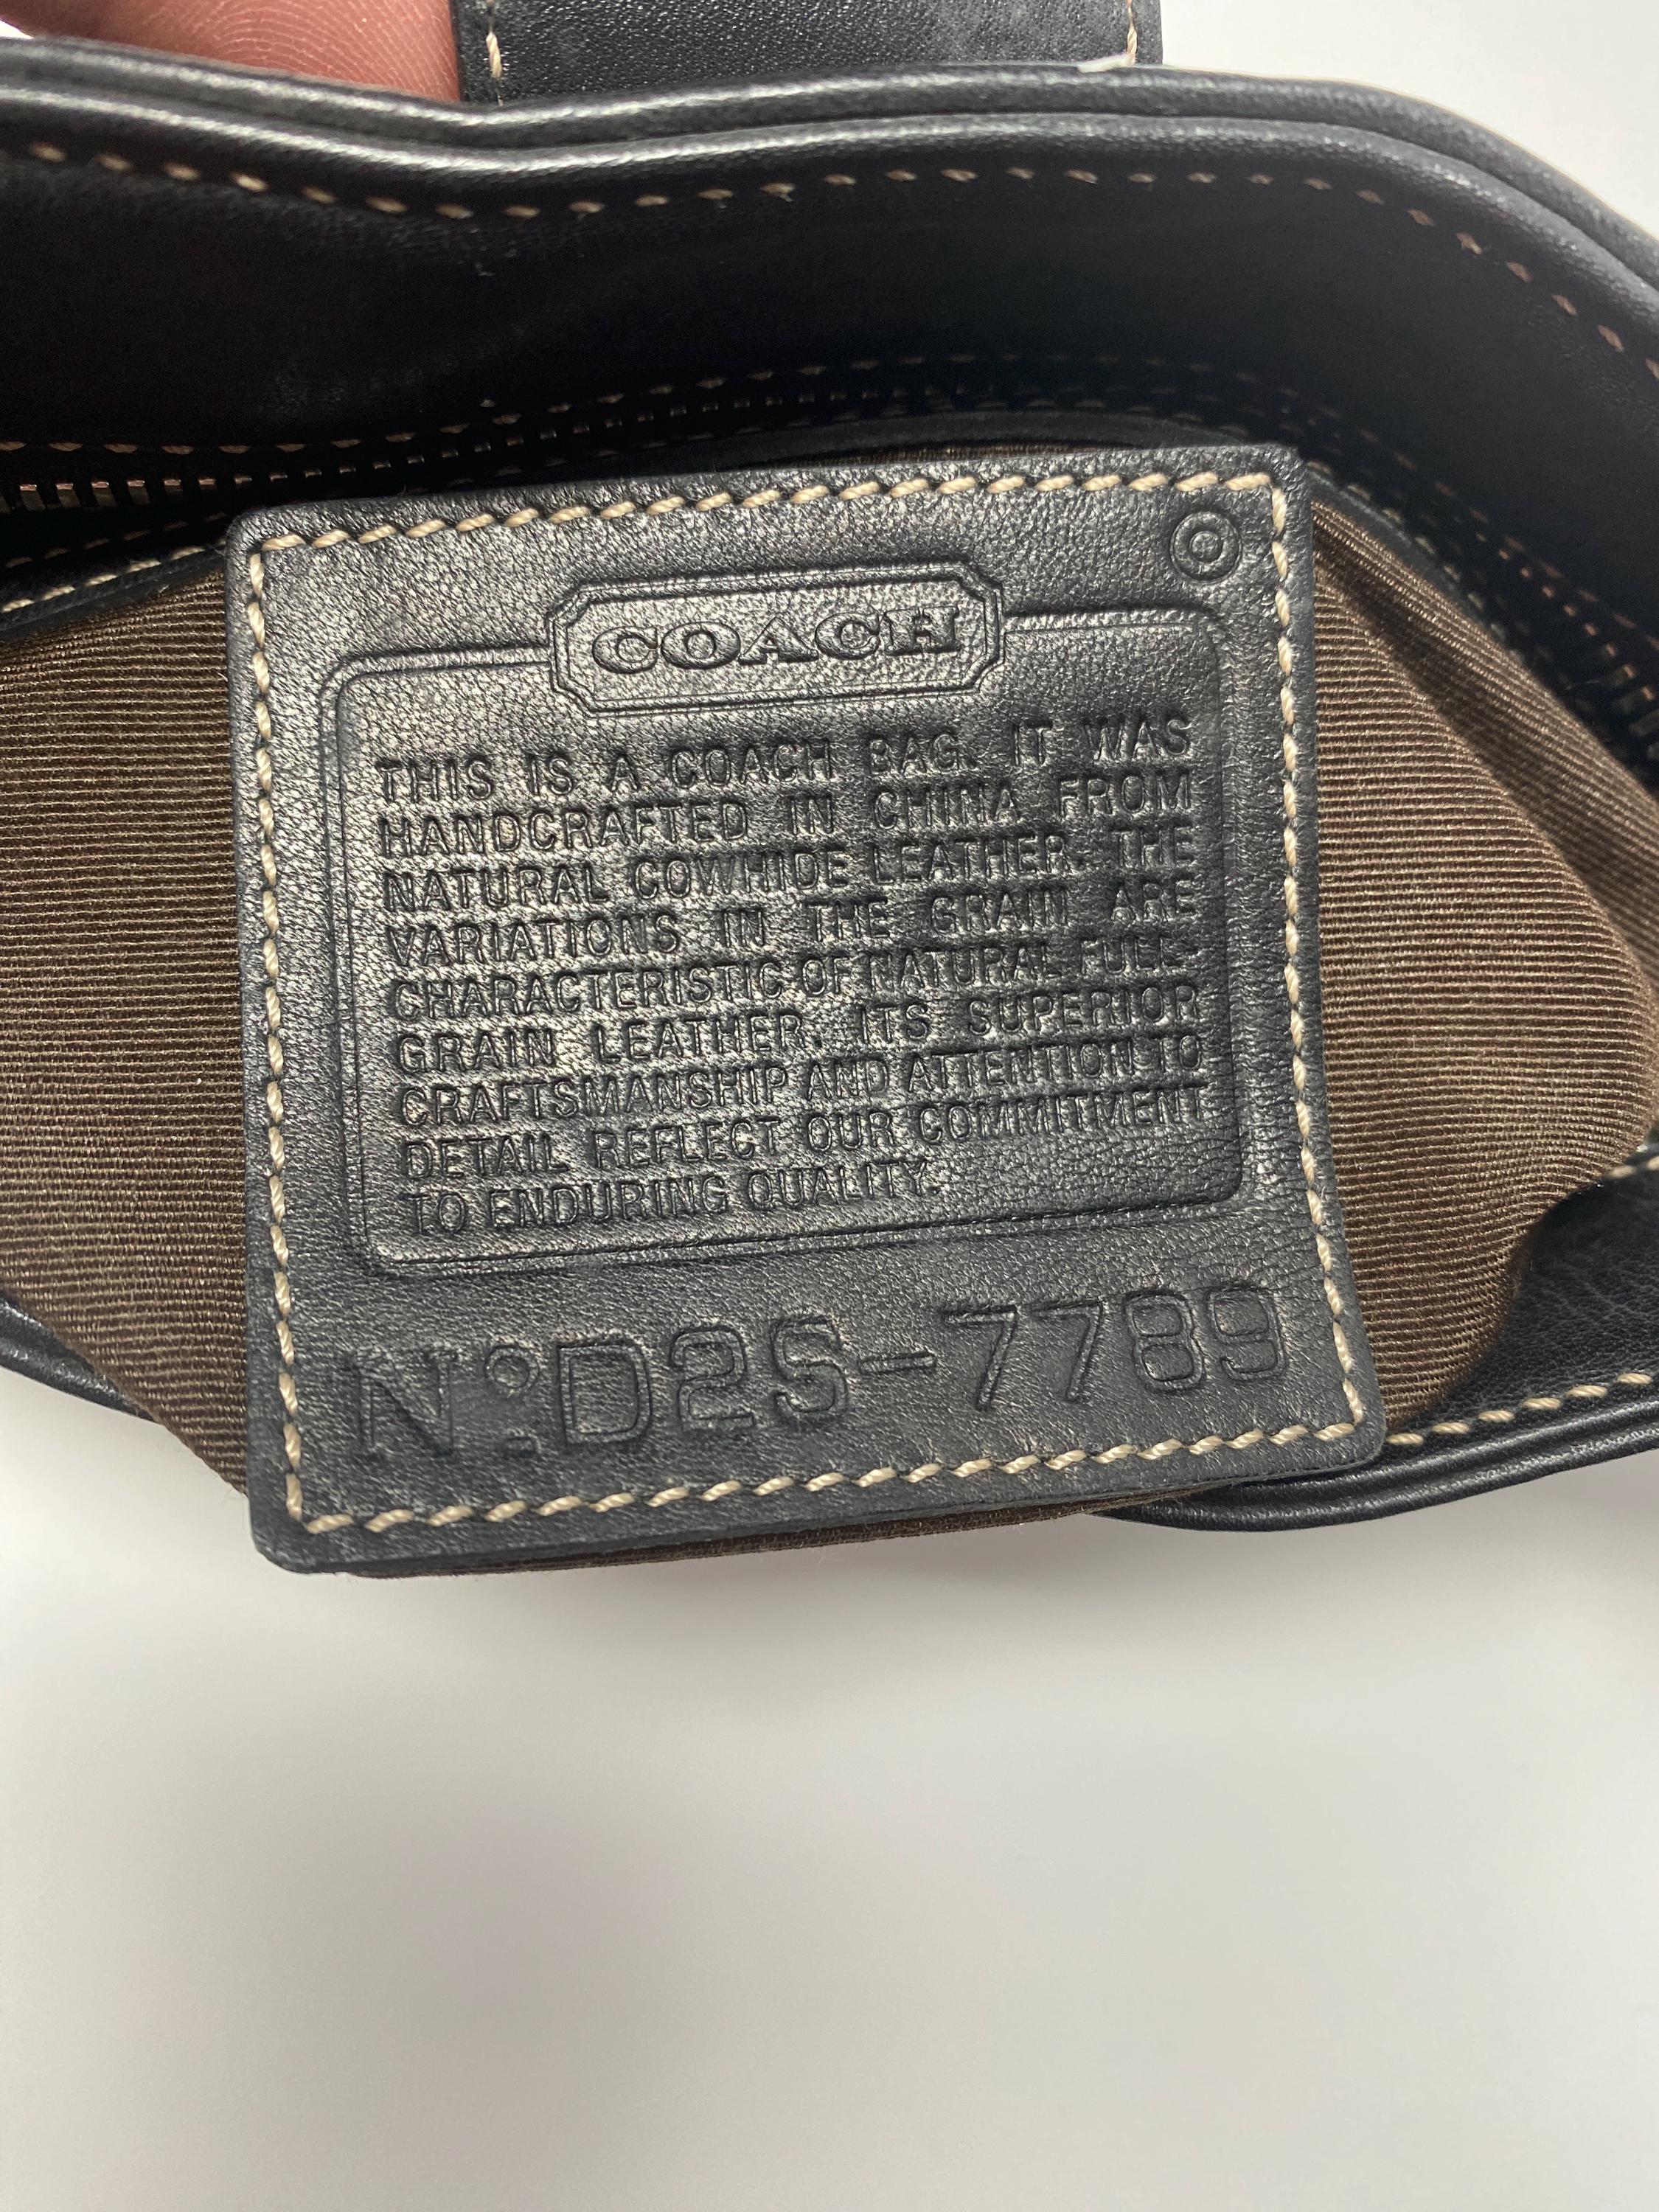 COACH
THIS IS A COACH BAG. IT WAS
HANDCRAFTED IN CHINA FROM
NATURAL COWHIDE LEATHER. THE
VARIATIONS IN THE GRAIN ARE
CHARACTERISTIC OF NATURAL FULL-
GRAIN LEATHER. ITS SUPERIOR
CRAFTSMANSHIP AND ATTENTION TO
DETAIL REFLECT OUR COMMITMENT
TO ENDURING QUALITY.
Nº D2S-7789